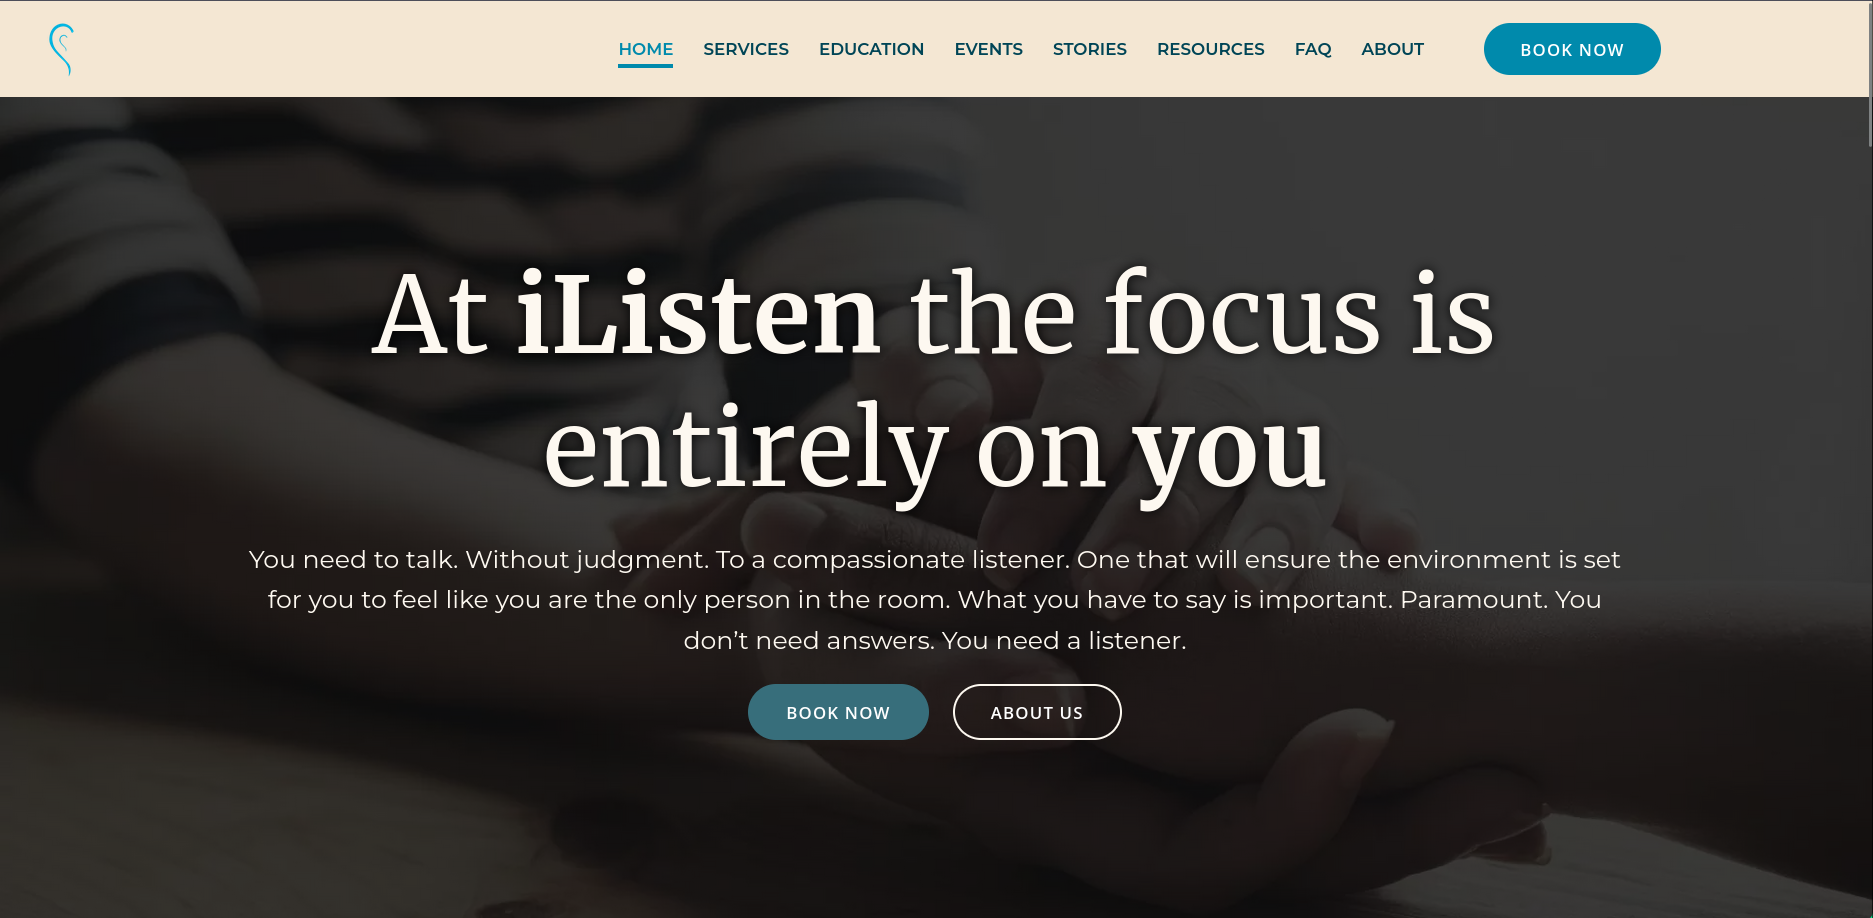 HOME SERVICES EDUCATION EVENTS STORIES RESOURCES FAQ ABOUT BOOK NOW
At iListen the focus is
entirely on you
You need to talk. Without judgment. To a compassionate listener. One that will ensure the environment is set
for you to feel like you are the only person in the room. What you have to say is important. Paramount. You
don’t need answers. You need a listener.
BOOK NOW ABOUT US